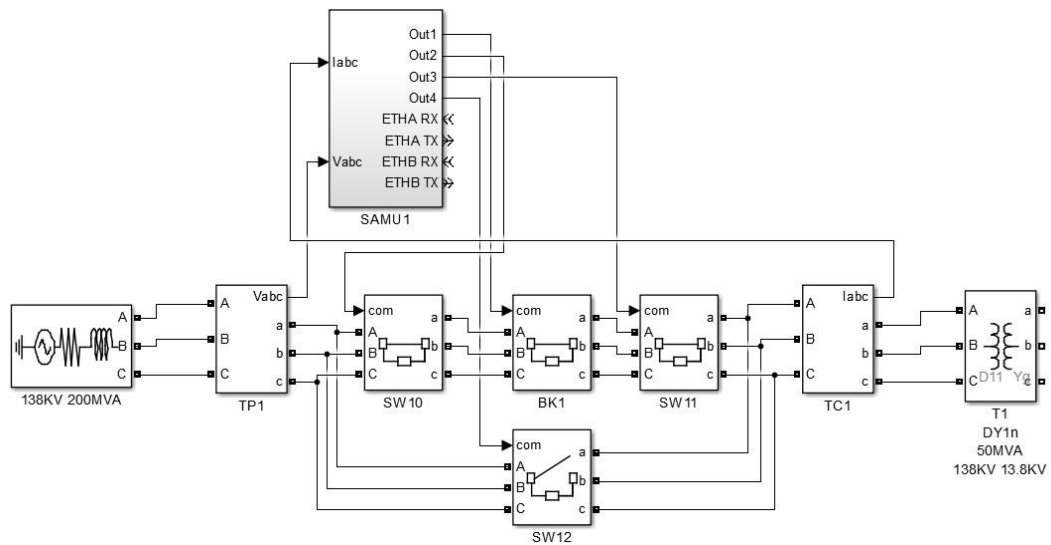 Out1
Out2
Iabc
Out3
Out4
ETHA RX
ETHA TX
Vabc
ETHB RX
ETHB TX
SAMU1
A
B
C
138KV 200MVA
Vabc
A
a
B
b
C
c
TP1
com
a
A
b
B
c
C
SW10
com
a
A
b
B
c
C
BK1
com
a
A
b
B
c
C
SW11
Iabc
A
a
B
b
C
c
TC1
A
a
B
b
C
c
D11 Yg
T1
DY1n
50MVA
138KV 13.8KV
com
a
A
b
B
C
c
SW12